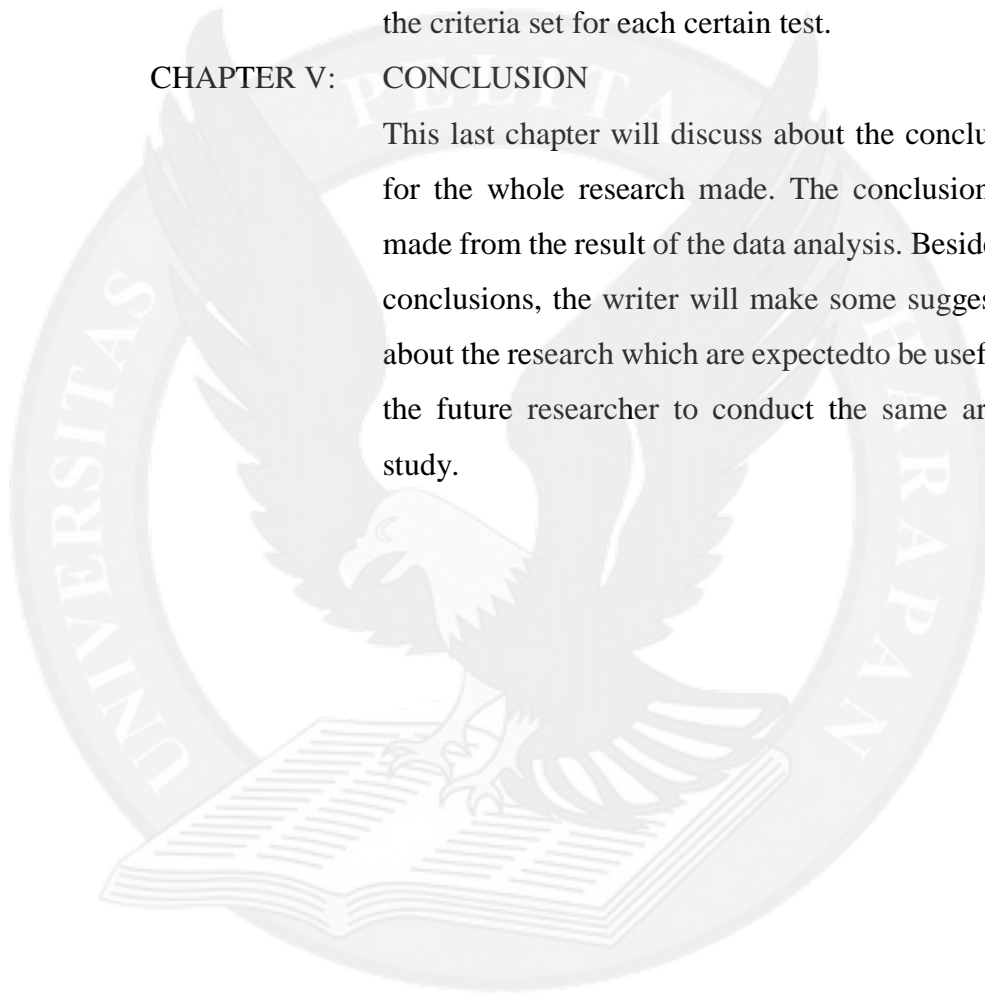 the criteria set for each certain test.
CHAPTER V: CONCLUSION
This last chapter will discuss about the conclu
for the whole research made. The conclusion
made from the result of the data analysis. Beside
conclusions, the writer will make some sugges
about the research which are expectedto be usef
the future researcher to conduct the same ar
study.
UNIVERSITAS PELITA HARAPAN